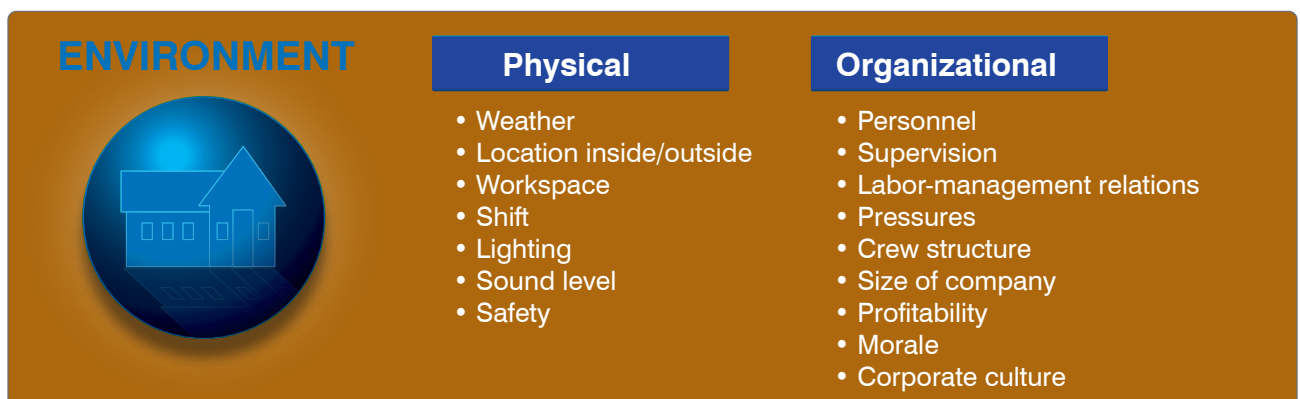 ENVIRONMENT
Physical
• Weather
• Location inside/outside
• Workspace
• Shift
• Lighting
• Sound level
• Safety
Organizational
• Personnel
• Supervision
• Labor-management relations
• Pressures
• Crew structure
• Size of company
• Profitability
• Morale
• Corporate culture